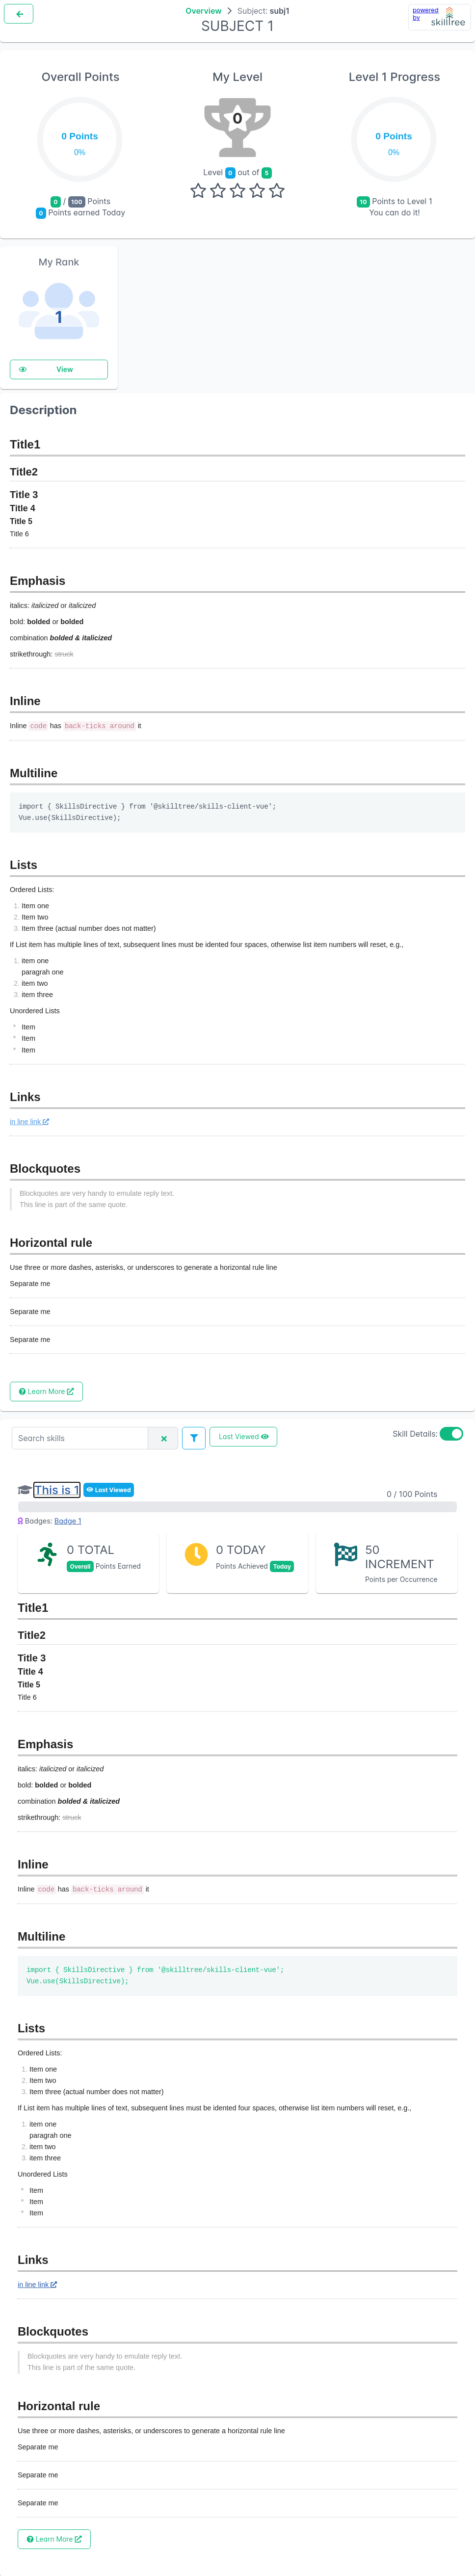 Overview > Subject: subj1
SUBJECT 1
powered by skilltree
Overall Points
0 Points
0%
0 / 100 Points
0 Points earned Today
My Level
0
Level 0 out of 5
Level 1 Progress
0 Points
0%
10 Points to Level 1
You can do it!
My Rank
1
View
Description
Title1
Title2
Title 3
Title 4
Title 5
Title 6
Emphasis
italics: italicized or italicized
bold: bolded or bolded
combination bolded & italicized
strikethrough: struck
Inline
Inline code has back-ticks around it
Multiline
import { SkillsDirective } from '@skilltree/skills-client-vue';
Vue.use(SkillsDirective);
Lists
Ordered Lists:
1. Item one
2. Item two
3. Item three (actual number does not matter)
If List item has multiple lines of text, subsequent lines must be idented four spaces, otherwise list item numbers will reset, e.g.,
1. item one
paragrah one
2. item two
3. item three
Unordered Lists
* Item
* Item
* Item
Links
in line link
Blockquotes
Blockquotes are very handy to emulate reply text.
This line is part of the same quote.
Horizontal rule
Use three or more dashes, asterisks, or underscores to generate a horizontal rule line
Separate me
Separate me
Separate me
Learn More
Search skills
Last Viewed
Skill Details:
This is 1 Last Viewed
0 / 100 Points
Badges: Badge 1
0 TOTAL
Overall Points Earned
0 TODAY
Points Achieved Today
50
INCREMENT
Points per Occurrence
Title1
Title2
Title 3
Title 4
Title 5
Title 6
Emphasis
italics: italicized or italicized
bold: bolded or bolded
combination bolded & italicized
strikethrough: struck
Inline
Inline code has back-ticks around it
Multiline
import { SkillsDirective } from '@skilltree/skills-client-vue';
Vue.use(SkillsDirective);
Lists
Ordered Lists:
1. Item one
2. Item two
3. Item three (actual number does not matter)
If List item has multiple lines of text, subsequent lines must be idented four spaces, otherwise list item numbers will reset, e.g.,
1. item one
paragrah one
2. item two
3. item three
Unordered Lists
* Item
* Item
* Item
Links
in line link
Blockquotes
Blockquotes are very handy to emulate reply text.
This line is part of the same quote.
Horizontal rule
Use three or more dashes, asterisks, or underscores to generate a horizontal rule line
Separate me
Separate me
Separate me
Learn More